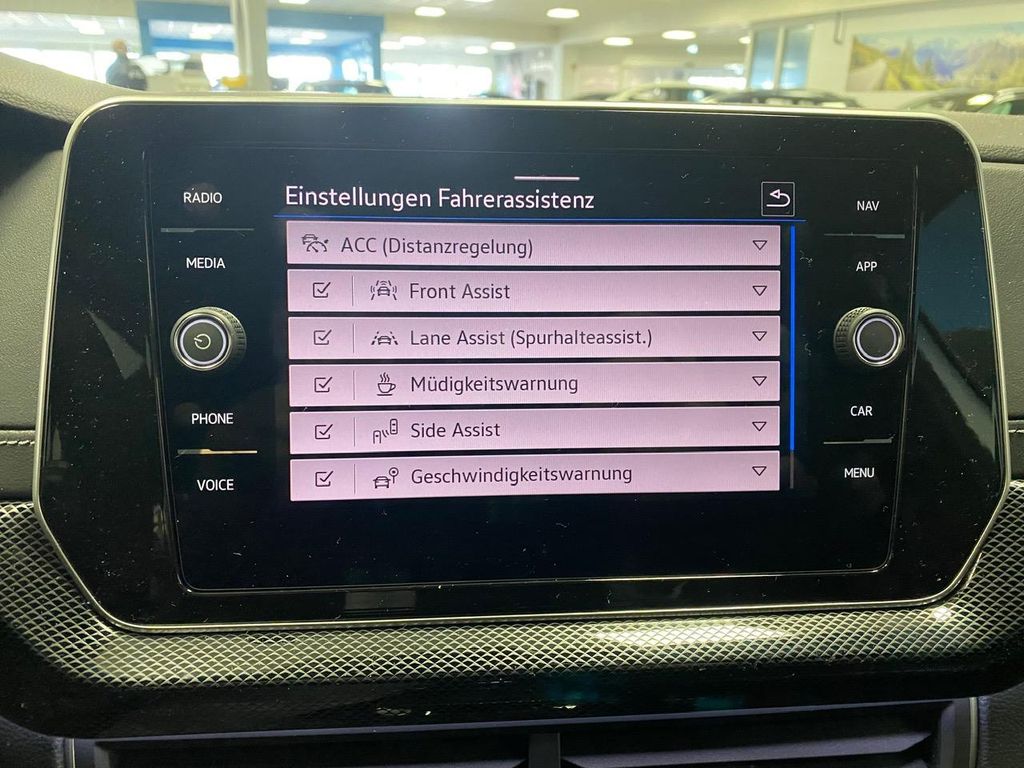 Einstellungen Fahrerassistenz
RADIO
MEDIA
PHONE
VOICE
ACC (Distanzregelung)
Front Assist
Lane Assist (Spurhalteassist.)
Müdigkeitswarnung
Side Assist
Geschwindigkeitswarnung
NAV
APP
CAR
MENU